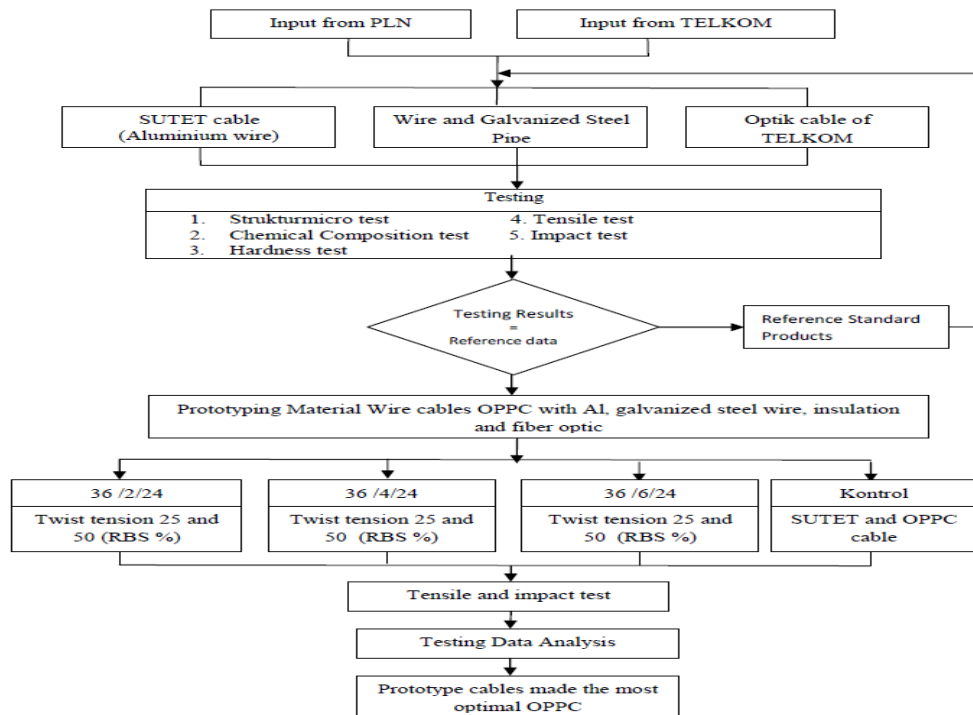 Input from PLN
Input from TELKOM
SUTET cable
(Aluminium wire)
Wire and Galvanized Steel
Pipe
Optik cable of
TELKOM
Testing
1. Strukturmicro test
2. Chemical Composition test
3. Hardness test
4. Tensile test
5. Impact test
Testing Results
=
Reference data
Reference Standard
Products
Prototyping Material Wire cables OPPC with Al, galvanized steel wire, insulation
and fiber optic
36 /2/24
Twist tension 25 and
50 (RBS %)
36 /4/24
Twist tension 25 and
50 (RBS %)
36 /6/24
Twist tension 25 and
50 (RBS %)
Kontrol
SUTET and OPPC
cable
Tensile and impact test
Testing Data Analysis
Prototype cables made the most
optimal OPPC